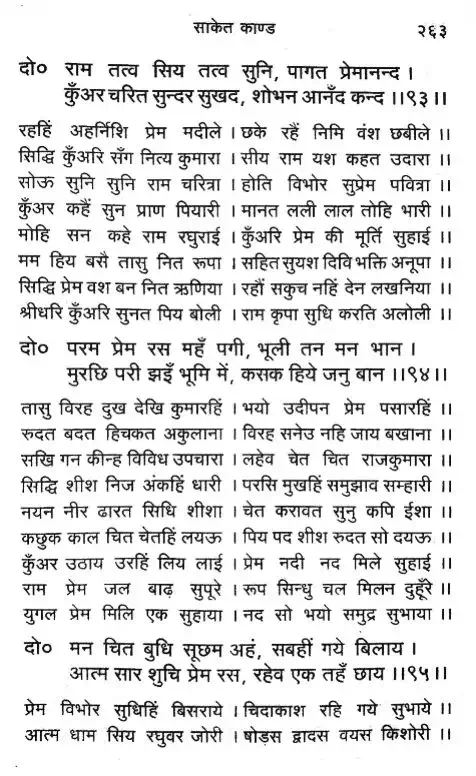 साकेत काण्ड २६३
दो० राम तत्व सिय तत्व सुनि, पागत प्रेमानन्द ।
कुँअर चरित सुन्दर सुखद, शोभन आनँद कन्द ।।९३।।
रहहिं अहर्निशि प्रेम मदीले । छके रहैं निमि वंश छबीले ।।
सिद्धि कुँअरि सँग नित्य कुमारा । सीय राम यश कहत उदारा ।।
सोऊ सुनि सुनि राम चरित्रा । होति विभोर सुप्रेम पवित्रा ।।
कुँअर कहैं सुन प्राण पियारी । मानत लली लाल तोहि भारी ।।
मोहि सन कहे राम रघुराई । कुँअरि प्रेम की मूर्ति सुहाई ।।
मम हिय बसै तासु नित रूपा । सहित सुयश दिवि भक्ति अनूपा ।।
सिद्धि प्रेम वश बन नित ऋणिया । रहौं सकुच नहिं देन लखनिया ।।
श्रीधरि कुँअरि सुनत पिय बोली । राम कृपा सुधि करति अलोली ।।
दो० परम प्रेम रस महँ पगी, भूली तन मन भान ।
मुरछि परी झइँ भूमि में, कसक हिये जनु बान ।।९४।।
तासु विरह दुख देखि कुमारहिं । भयो उदीपन प्रेम पसारहिं ।।
रुदत बदत हिचकत अकुलाना । विरह सनेउ नहि जाय बखाना ।।
सखि गन कीन्ह विविध उपचारा । लहेव चेत चित राजकुमारा ।।
सिद्धि शीश निज अंकहिं धारी । परसि मुखहिं समुझाव सम्हारी ।।
नयन नीर ढारत सिधि शीशा । चेत करावत सुनु कपि ईशा ।।
कछुक काल चित चेतहिं लयऊ । पिय पद शीश रुदत सो दयऊ ।।
कुँअर उठाय उरहिं लिय लाई । प्रेम नदी नद मिले सुहाई ।।
राम प्रेम जल बाढ़ सुपूरे । रूप सिन्धु चल मिलन दुहूँरे ।।
युगल प्रेम मिलि एक सुहाया । नद सो भयो समुद्र सुभाया ।।
दो० मन चित बुधि सूछम अहं, सबहीं गये बिलाय ।
आत्म सार शुचि प्रेम रस, रहेव एक तहँ छाय ।।९५।।
प्रेम विभोर सुधिहिं बिसराये । चिदाकाश रहि गये सुभाये ।।
आतम धाम सिय रघुवर जोरी । षोड़स द्वादस वयस किशोरी ।।